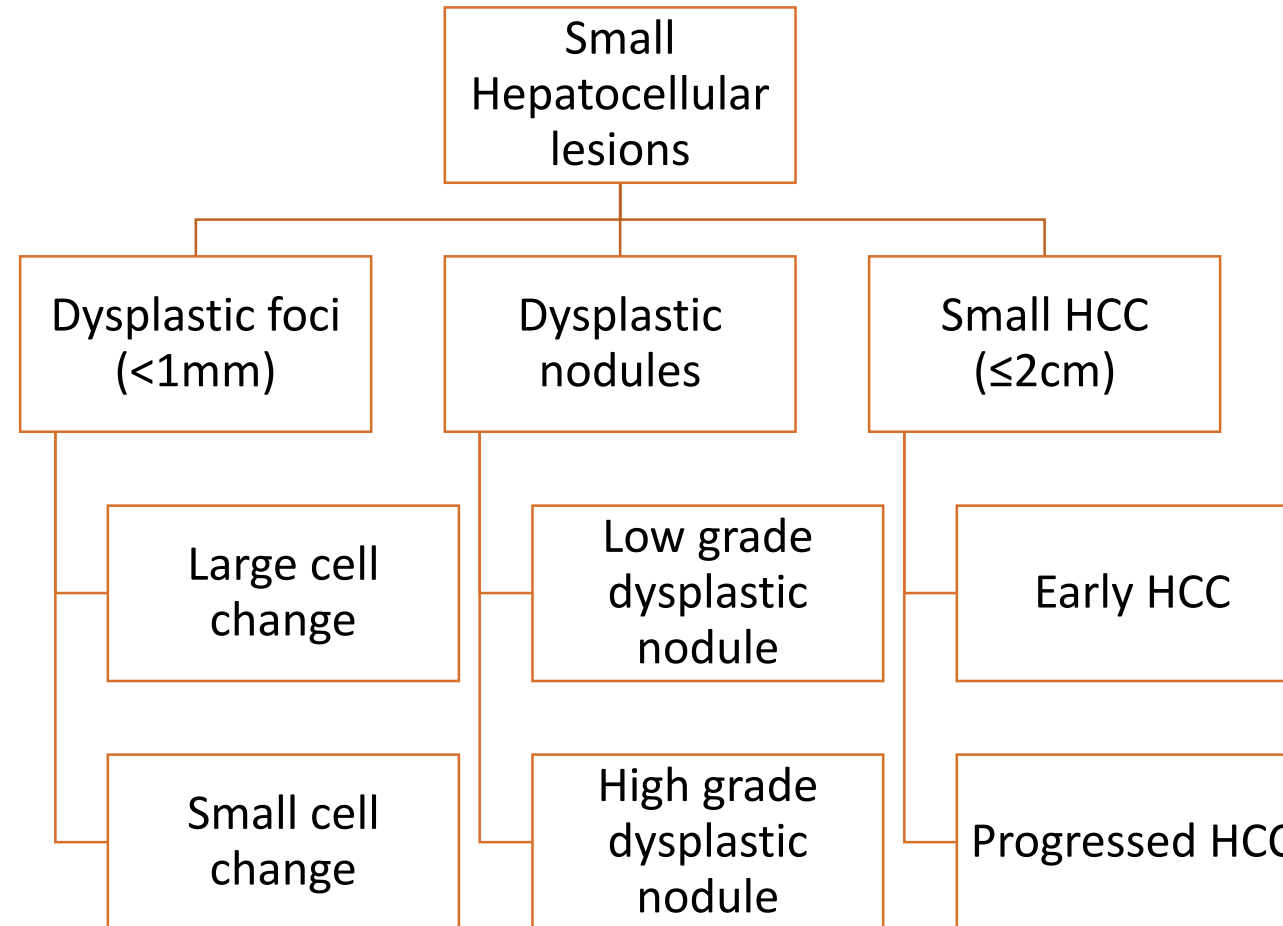 Small
Hepatocellular
lesions
Dysplastic foci
(<1mm)
Dysplastic
nodules
Small HCC
(≤2cm)
Large cell
change
Low grade
dysplastic
nodule
Early HCC
Small cell
change
High grade
dysplastic
nodule
Progressed HCC